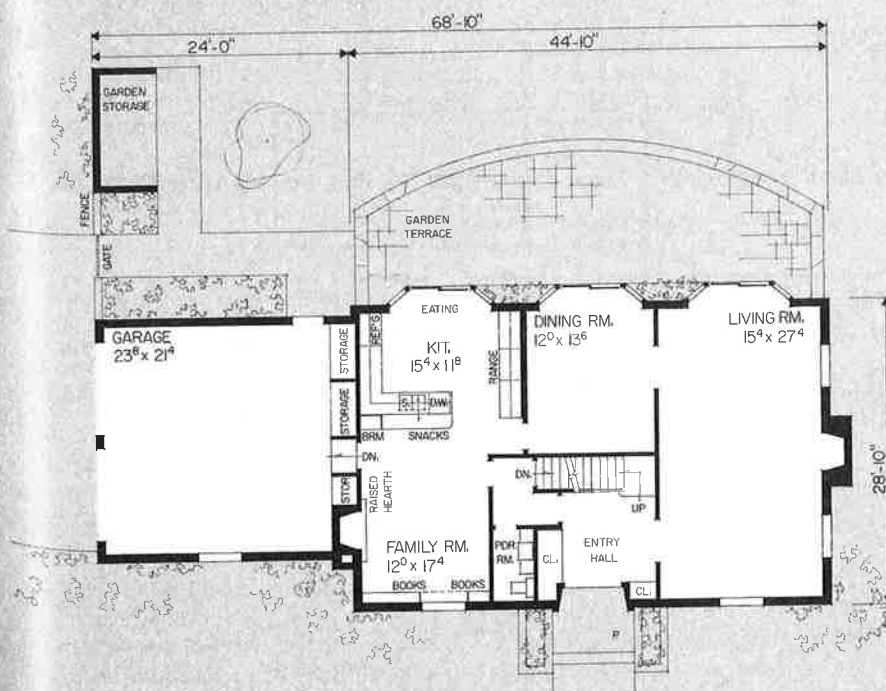 68'-10"
24'-0"
44'-10"
GARDEN
STORAGE
FENCE
GATE
GARDEN
TERRACE
EATING
REF'G
KIT.
15⁴ x 11⁸
RANGE
S
DW.
BRM
SNACKS
DINING RM.
12⁰ x 13⁶
LIVING RM.
15⁴ x 27⁴
28'-10"
GARAGE
23⁸ x 21⁴
STORAGE
STORAGE
DN.
STOR
RAISED
HEARTH
FAMILY RM.
12⁰ x 17⁴
BOOKS
BOOKS
DN.
UP
PDR.
RM.
CL.
ENTRY
HALL
CL.